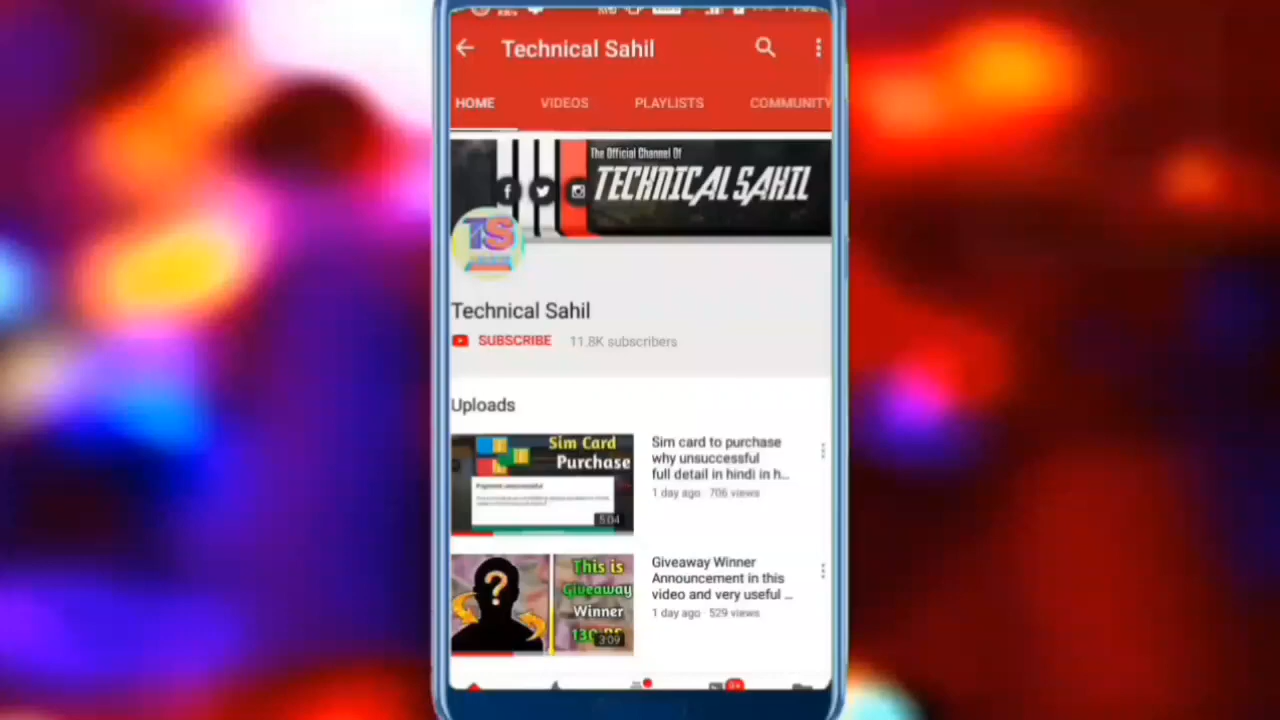 Technical Sahil
HOME VIDEOS PLAYLISTS COMMUNITY
The Official Channel Of
TECHNICAL SAHIL
TS
Technical Sahil
SUBSCRIBE 11.8K subscribers
Uploads
Sim Card
Purchase
5:04
Sim card to purchase
why unsuccessful
full detail in hindi in h...
1 day ago · 706 views
This is
Giveaway
Winner
3:09
Giveaway Winner
Announcement in this
video and very useful ...
1 day ago · 529 views
9+